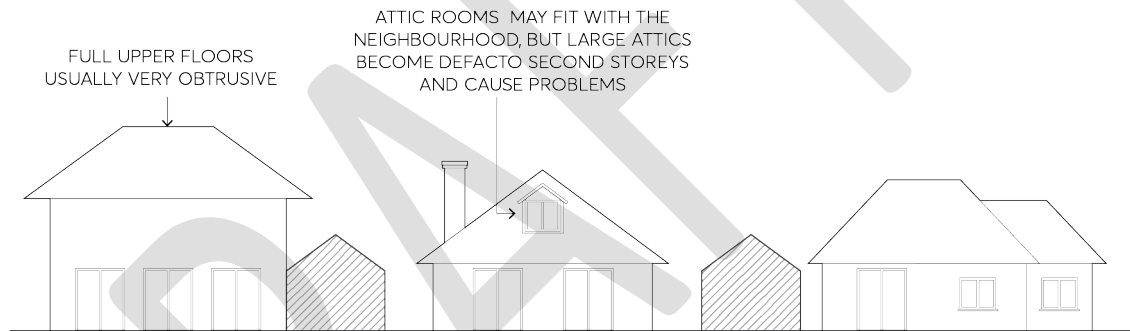 FULL UPPER FLOORS
USUALLY VERY OBTRUSIVE
ATTIC ROOMS MAY FIT WITH THE
NEIGHBOURHOOD, BUT LARGE ATTICS
BECOME DEFACTO SECOND STOREYS
AND CAUSE PROBLEMS